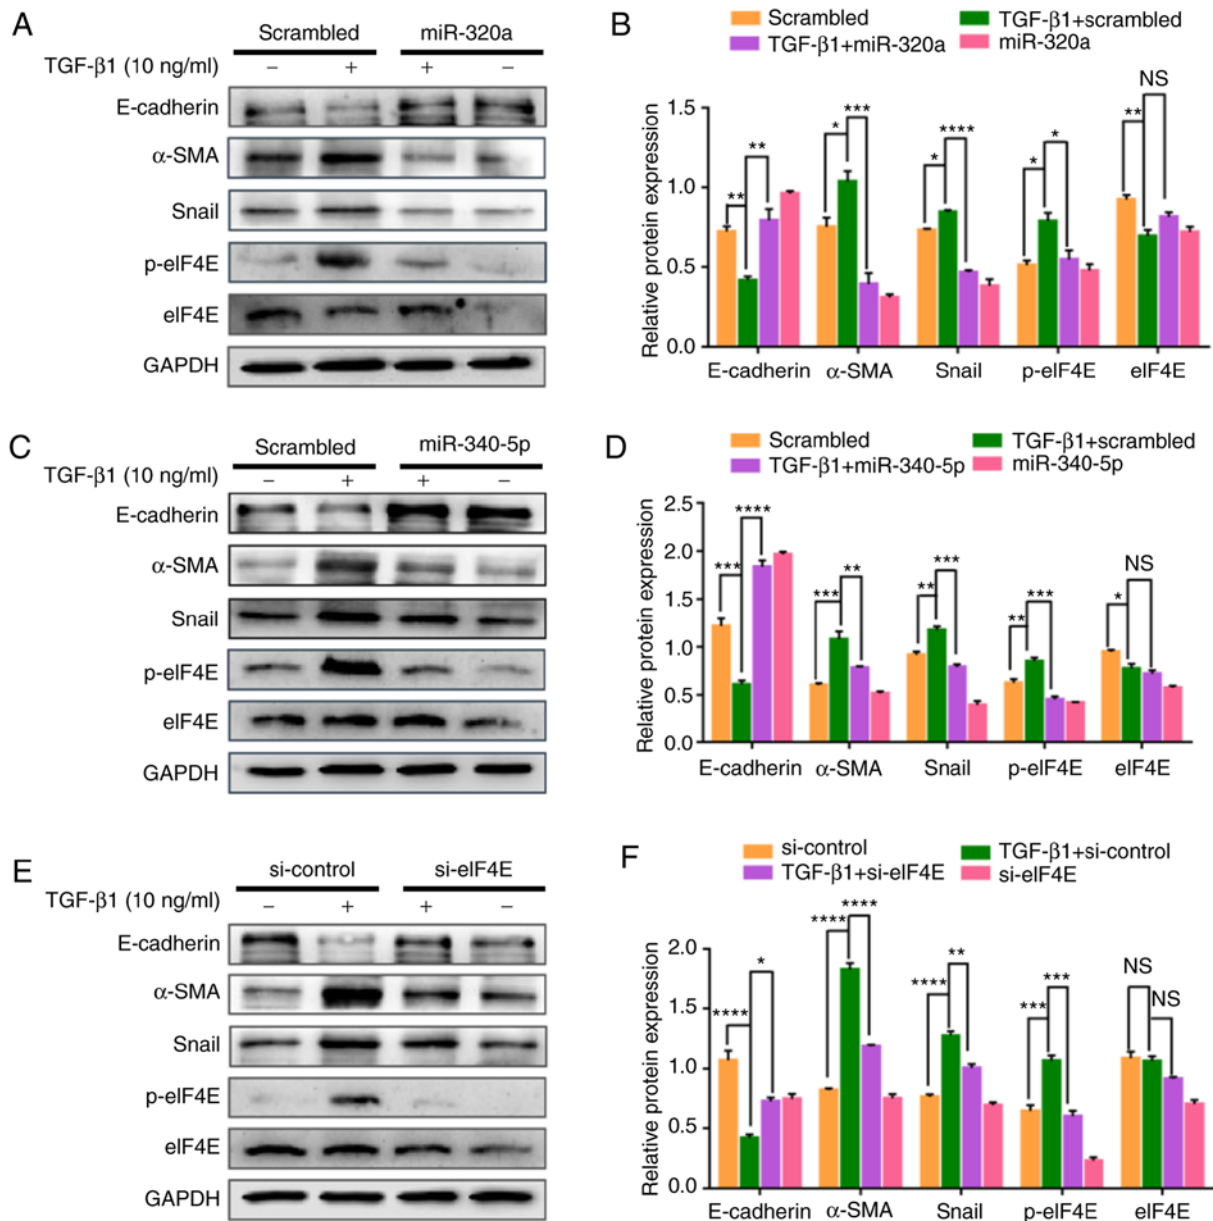 A
Scrambled miR-320a
TGF-β1 (10 ng/ml) – + + –
E-cadherin
α-SMA
Snail
p-eIF4E
eIF4E
GAPDH
B
Scrambled TGF-β1+scrambled
TGF-β1+miR-320a miR-320a
Relative protein expression
1.5
1.0
0.5
0.0
** ** * *** * **** * * ** NS
E-cadherin α-SMA Snail p-eIF4E eIF4E
C
Scrambled miR-340-5p
TGF-β1 (10 ng/ml) – + + –
E-cadherin
α-SMA
Snail
p-eIF4E
eIF4E
GAPDH
D
Scrambled TGF-β1+scrambled
TGF-β1+miR-340-5p miR-340-5p
Relative protein expression
2.5
2.0
1.5
1.0
0.5
0.0
*** **** *** ** ** *** ** *** * NS
E-cadherin α-SMA Snail p-eIF4E eIF4E
E
si-control si-eIF4E
TGF-β1 (10 ng/ml) – + + –
E-cadherin
α-SMA
Snail
p-eIF4E
eIF4E
GAPDH
F
si-control TGF-β1+si-control
TGF-β1+si-eIF4E si-eIF4E
Relative protein expression
2.0
1.5
1.0
0.5
0.0
**** * **** **** **** ** *** *** NS NS
E-cadherin α-SMA Snail p-eIF4E eIF4E